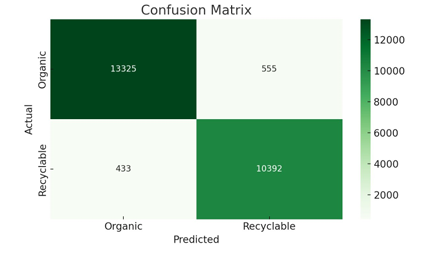 Confusion Matrix
Organic
13325
555
12000
10000
8000
6000
4000
2000
Actual
Recyclable
433
10392
Organic
Recyclable
Predicted